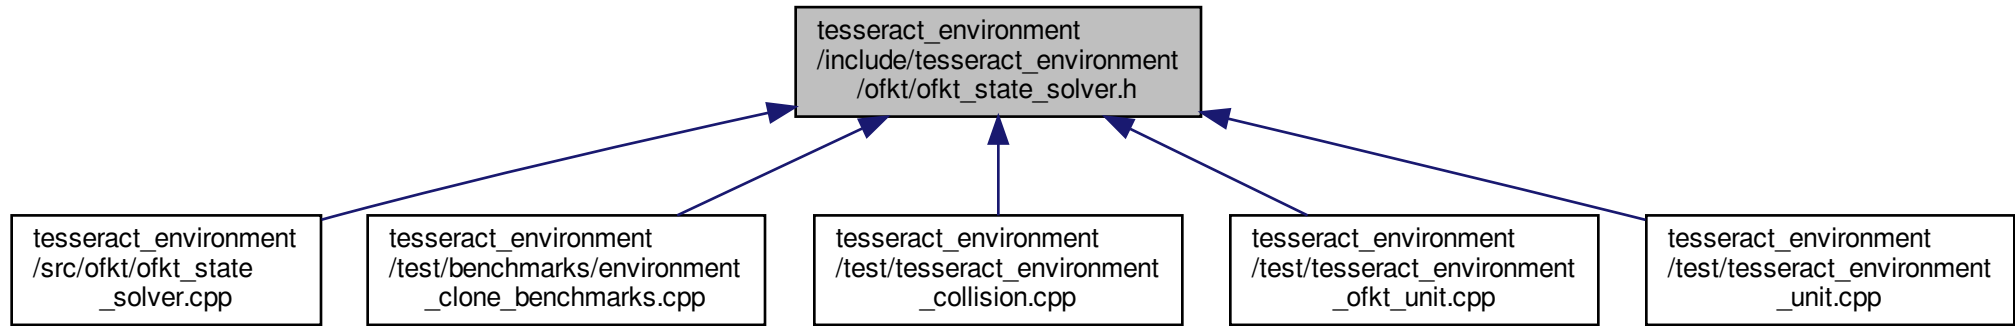 tesseract_environment
/include/tesseract_environment
/ofkt/ofkt_state_solver.h
tesseract_environment
/src/ofkt/ofkt_state
_solver.cpp
tesseract_environment
/test/benchmarks/environment
_clone_benchmarks.cpp
tesseract_environment
/test/tesseract_environment
_collision.cpp
tesseract_environment
/test/tesseract_environment
_ofkt_unit.cpp
tesseract_environment
/test/tesseract_environment
_unit.cpp